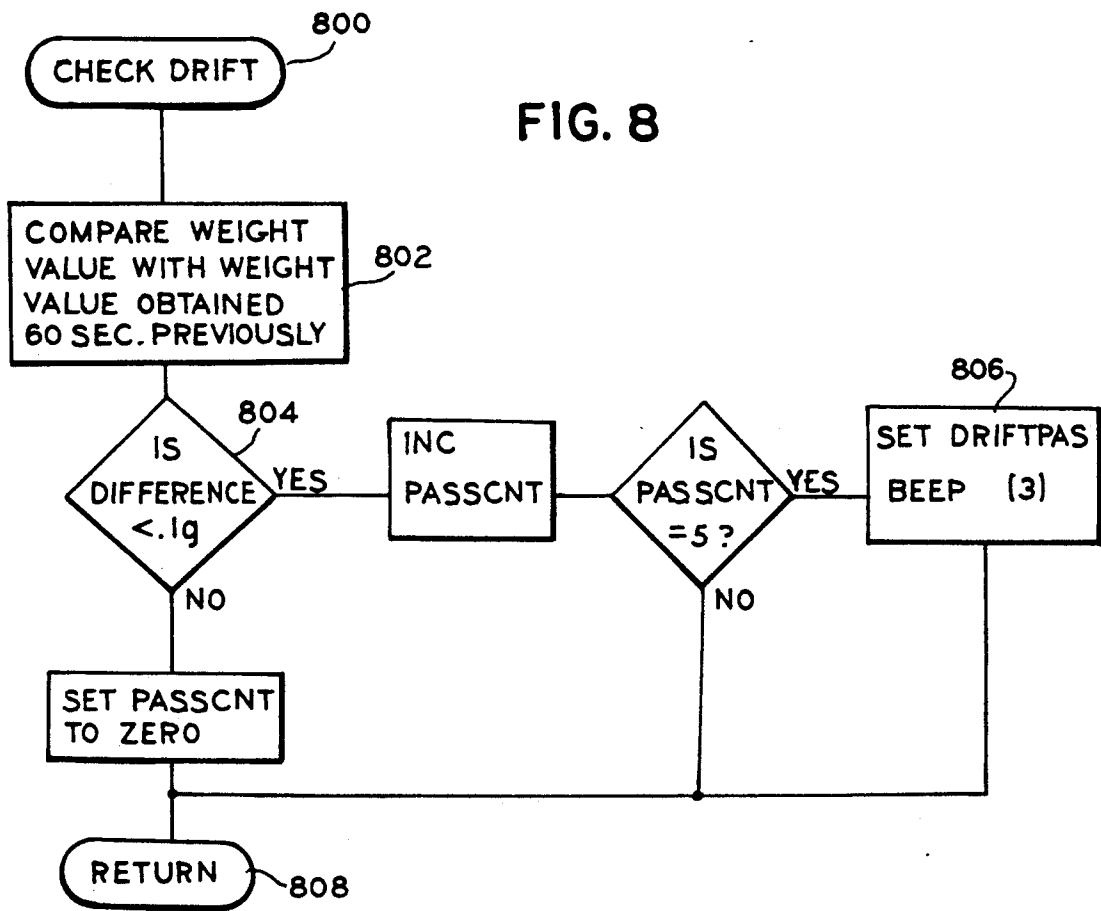 800
CHECK DRIFT
FIG. 8
COMPARE WEIGHT
VALUE WITH WEIGHT
VALUE OBTAINED
60 SEC. PREVIOUSLY
802
804
IS
DIFFERENCE
<.1g
YES
NO
INC
PASSCNT
IS
PASSCNT
=5?
YES
NO
806
SET DRIFTPAS
BEEP (3)
SET PASSCNT
TO ZERO
RETURN
808